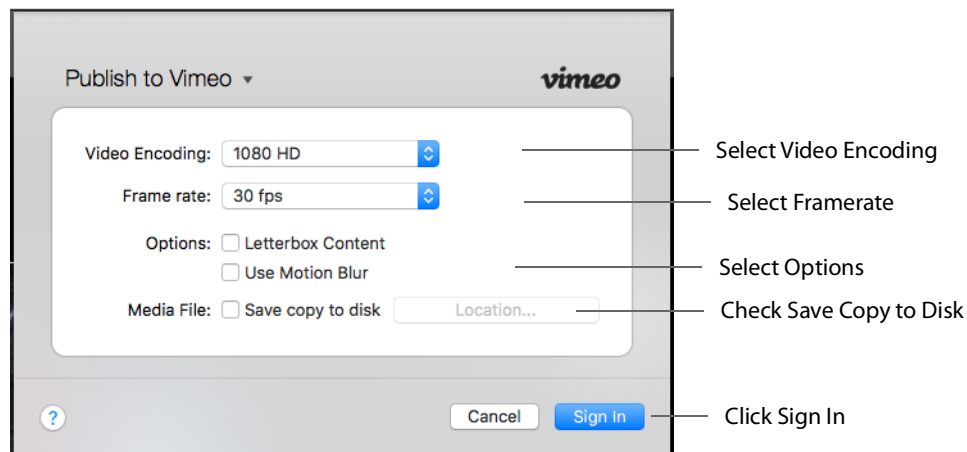 Publish to Vimeo
vimeo
Video Encoding: 1080 HD
Select Video Encoding
Frame rate: 30 fps
Select Framerate
Options: Letterbox Content
Use Motion Blur
Select Options
Media File: Save copy to disk Location...
Check Save Copy to Disk
? Cancel Sign In
Click Sign In